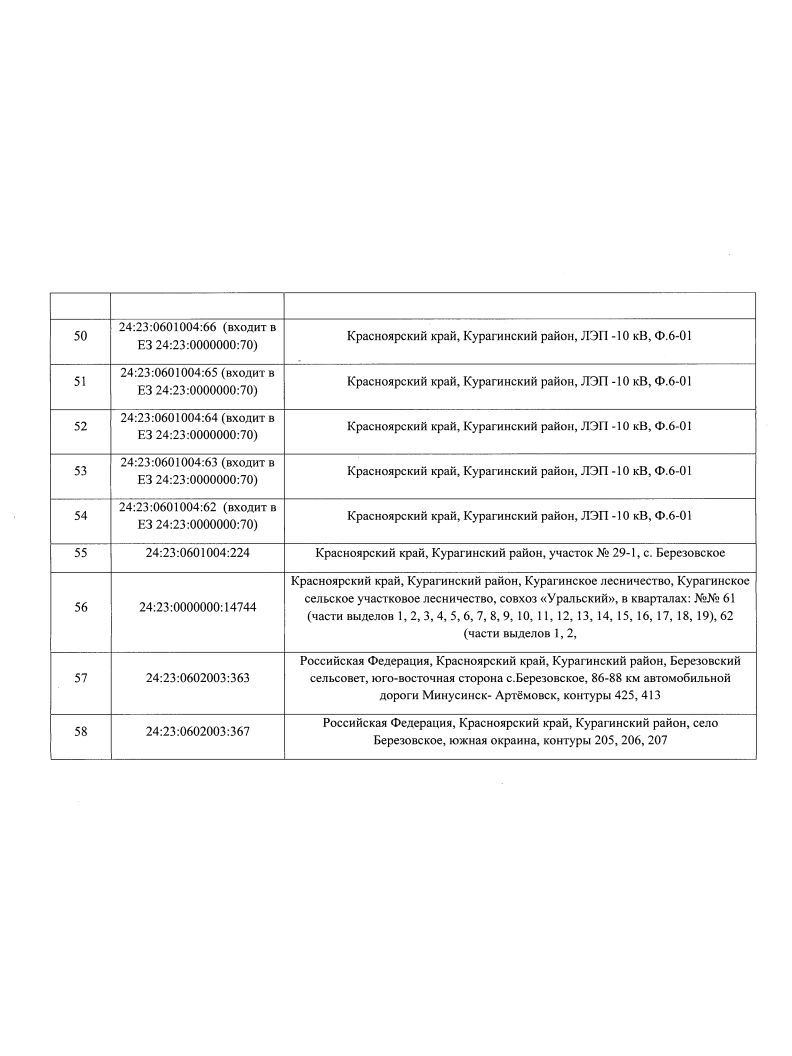 24:23:0601004:66 (входит в
50
ЕЗ 24:23:0000000:70)
Красноярский край, Курагинский район, ЛЭП -10 кВ, Ф.6-01
24:23:0601004:65 (входит в
51
ЕЗ 24:23:0000000:70)
Красноярский край, Курагинский район, ЛЭП -10 кВ, Ф.6-01
24:23:0601004:64 (входит в
52
ЕЗ 24:23:0000000:70)
Красноярский край, Курагинский район, ЛЭП -10 кВ, Ф.6-01
24:23:0601004:63 (входит в
53
ЕЗ 24:23:0000000:70)
Красноярский край, Курагинский район, ЛЭП -10 кВ, Ф.6-01
24:23:0601004:62 (входит в
54
ЕЗ 24:23:0000000:70)
Красноярский край, Курагинский район, ЛЭП -10 кВ, Ф.6-01
55
24:23:0601004:224
Красноярский край, Курагинский район, участок № 29-1, с. Березовское
56
24:23:0000000:14744
Красноярский край, Курагинский район, Курагинское лесничество, Курагинское
сельское участковое лесничество, совхоз «Уральский», в кварталах: №№ 61
(части выделов 1, 2, 3, 4, 5, 6, 7, 8, 9, 10, 11, 12, 13, 14, 15, 16, 17, 18, 19), 62
(части выделов 1, 2,
57
24:23:0602003:363
Российская Федерация, Красноярский край, Курагинский район, Березовский
сельсовет, юго-восточная сторона с.Березовское, 86-88 км автомобильной
дороги Минусинск- Артёмовск, контуры 425, 413
58
24:23:0602003:367
Российская Федерация, Красноярский край, Курагинский район, село
Березовское, южная окраина, контуры 205, 206, 207